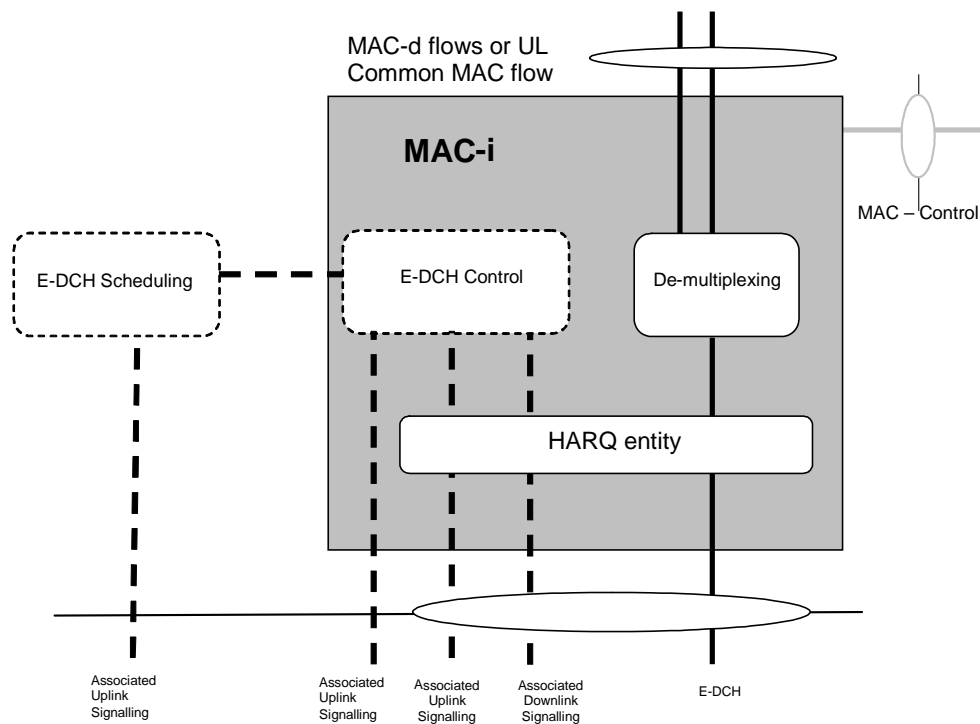 MAC-d flows or UL
Common MAC flow
MAC-i
MAC – Control
E-DCH Scheduling
E-DCH Control
De-multiplexing
HARQ entity
Associated
Uplink
Signalling
Associated
Uplink
Signalling
Associated
Uplink
Signalling
Associated
Downlink
Signalling
E-DCH